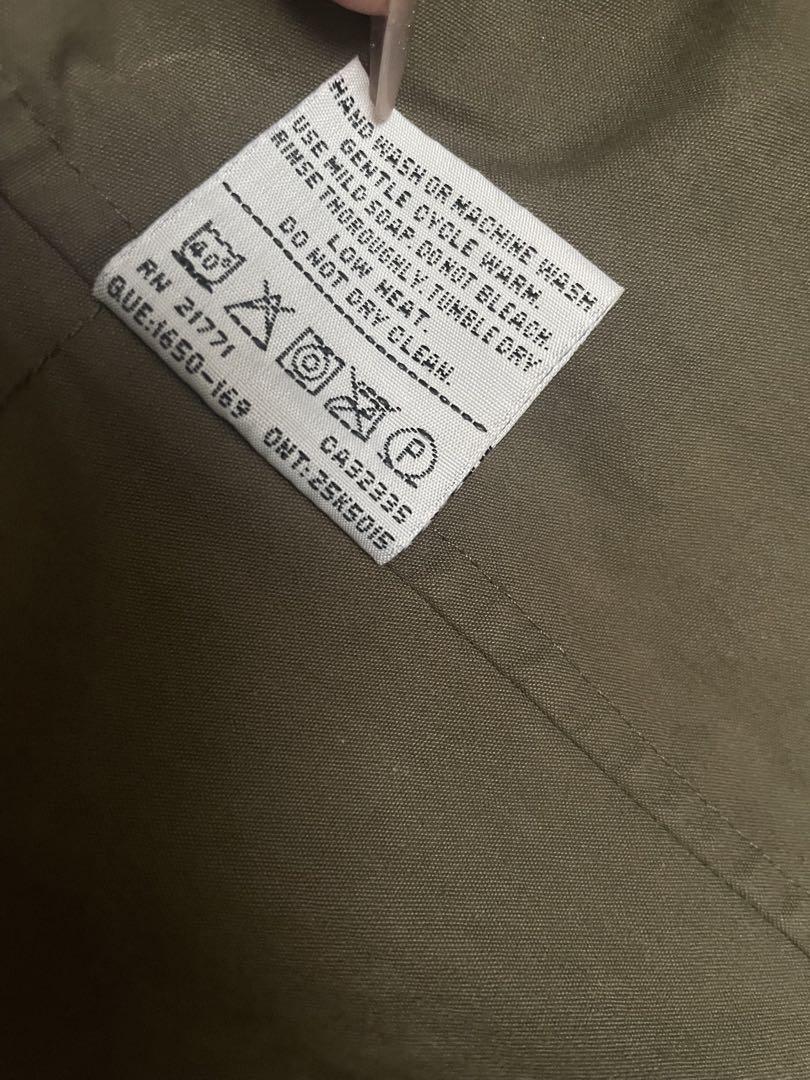 HAND WASH OR MACHINE WASH
GENTLE CYCLE WARM.
USE MILD SOAP. DO NOT BLEACH.
RINSE THOROUGHLY. TUMBLE DRY
LOW HEAT.
DO NOT DRY CLEAN.
40° P
RN 21771 CA32335
QUE:1650-169 ONT:25K5015